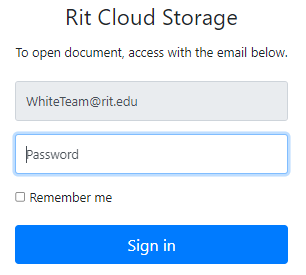 Rit Cloud Storage
To open document, access with the email below.
WhiteTeam@rit.edu
Password
Remember me
Sign in